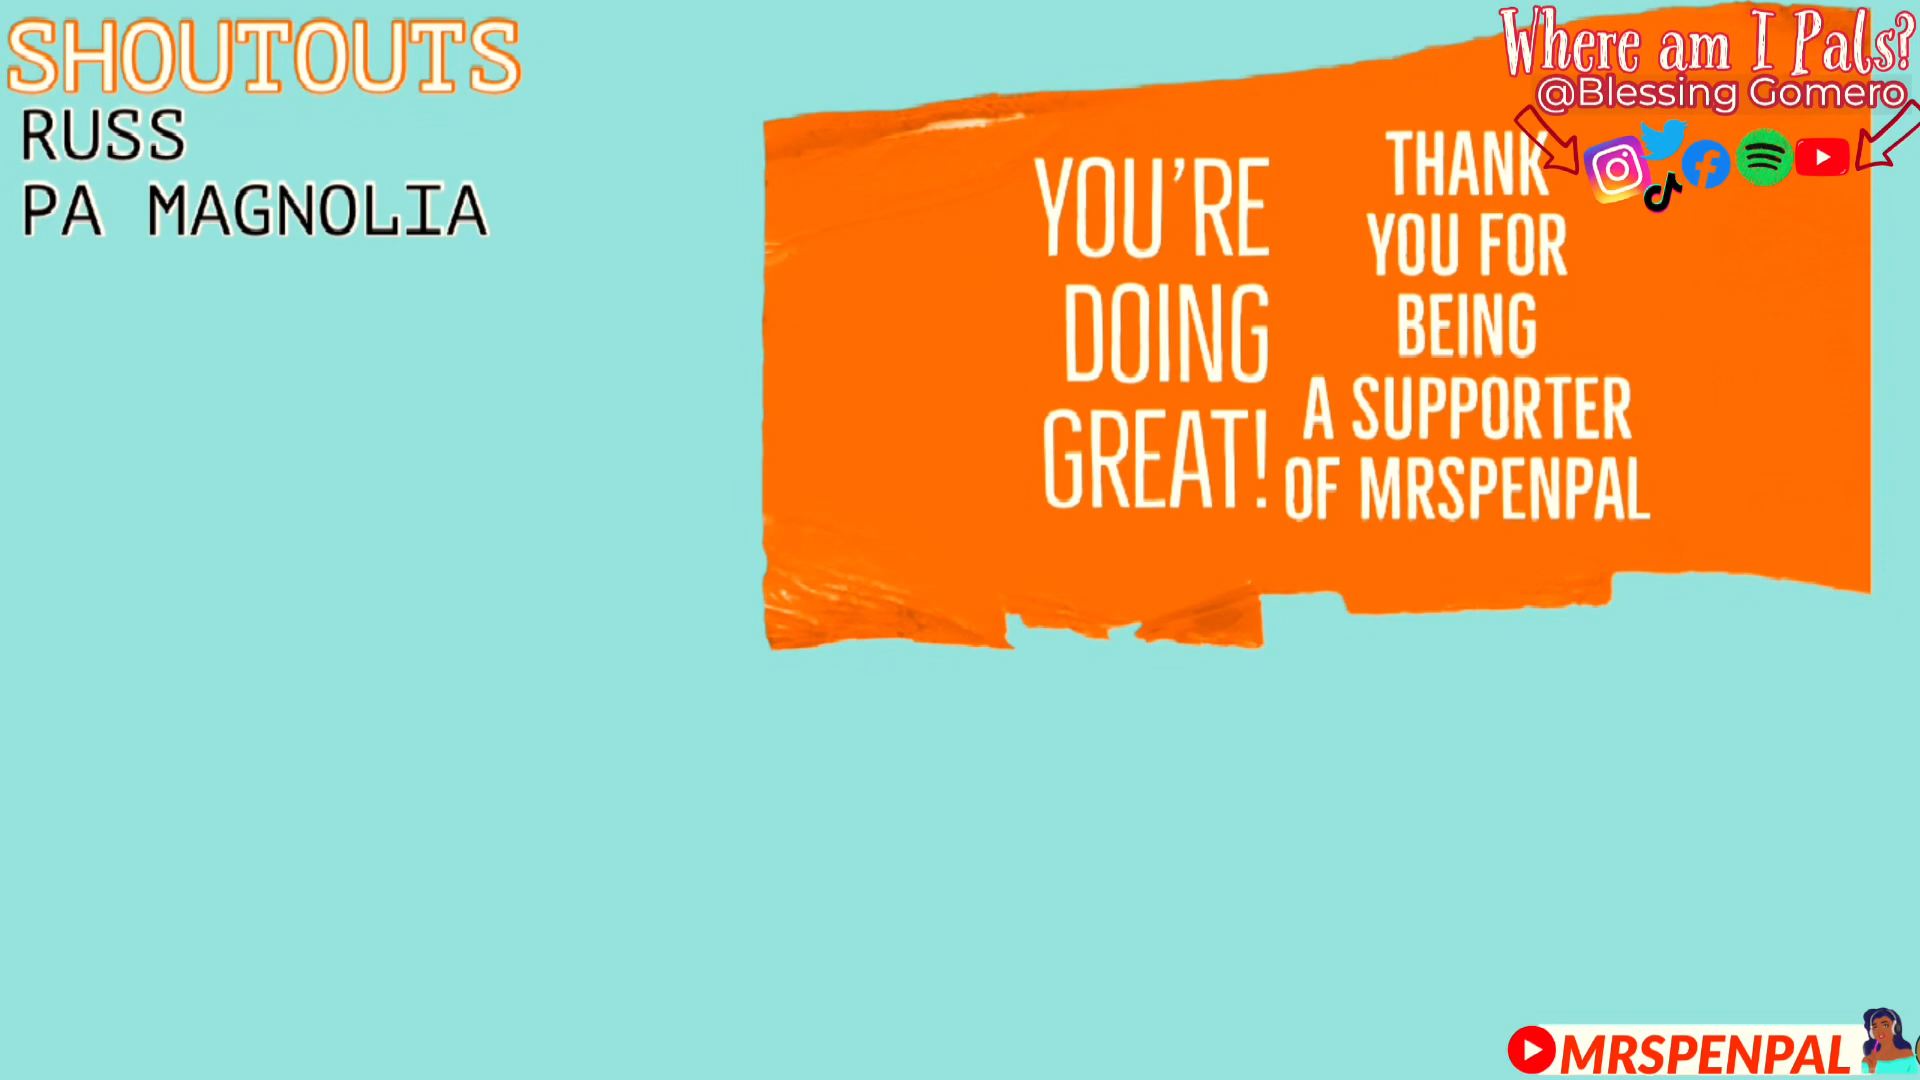 SHOUTOUTS
RUSS
PA MAGNOLIA
YOU'RE
DOING
GREAT!
THANK
YOU FOR
BEING
A SUPPORTER
OF MRSPENPAL
Where am I Pals?
@Blessing Gomero
MRSPENPAL